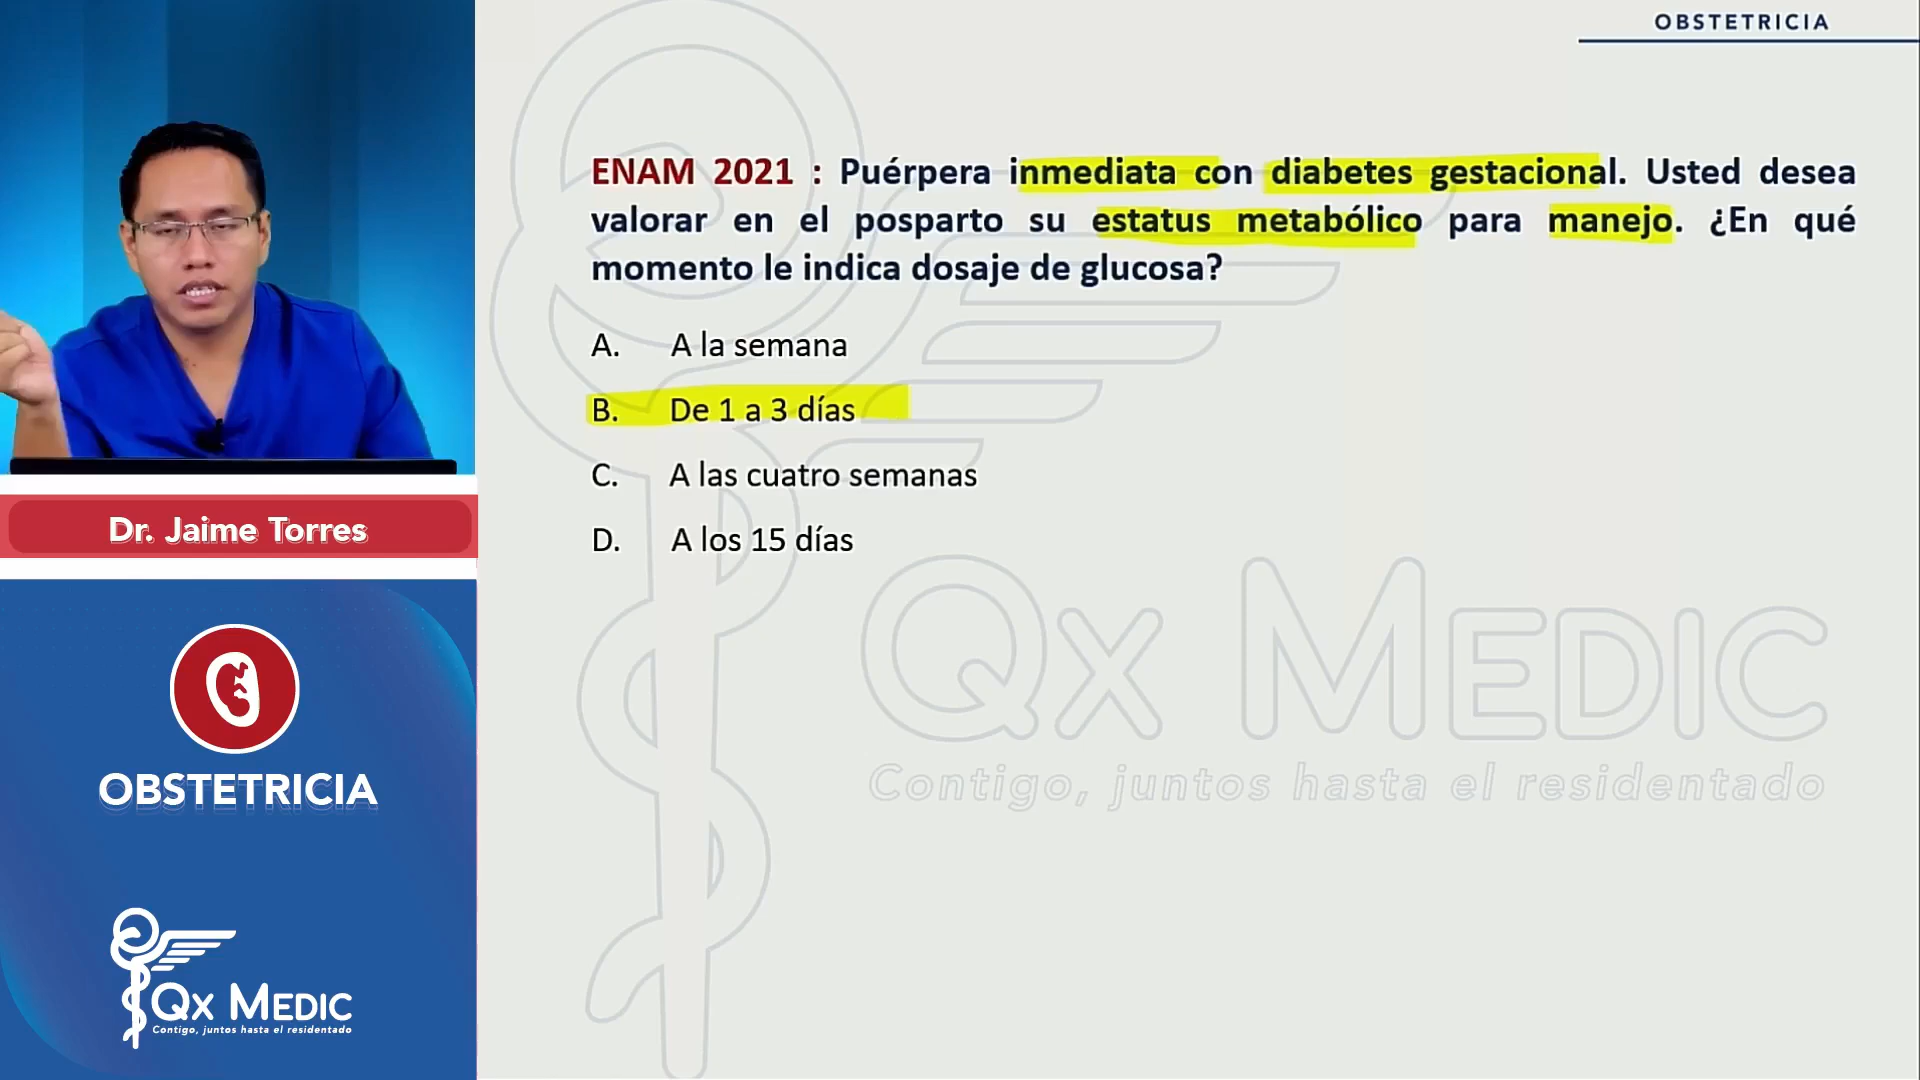 OBSTETRICIA
ENAM 2021 : Puérpera inmediata con diabetes gestacional. Usted desea
valorar en el posparto su estatus metabólico para manejo. ¿En qué
momento le indica dosaje de glucosa?
A. A la semana
B. De 1 a 3 días
C. A las cuatro semanas
D. A los 15 días
Dr. Jaime Torres
OBSTETRICIA
QX MEDIC
Contigo, juntos hasta el residentado
QX MEDIC
Contigo, juntos hasta el residentado